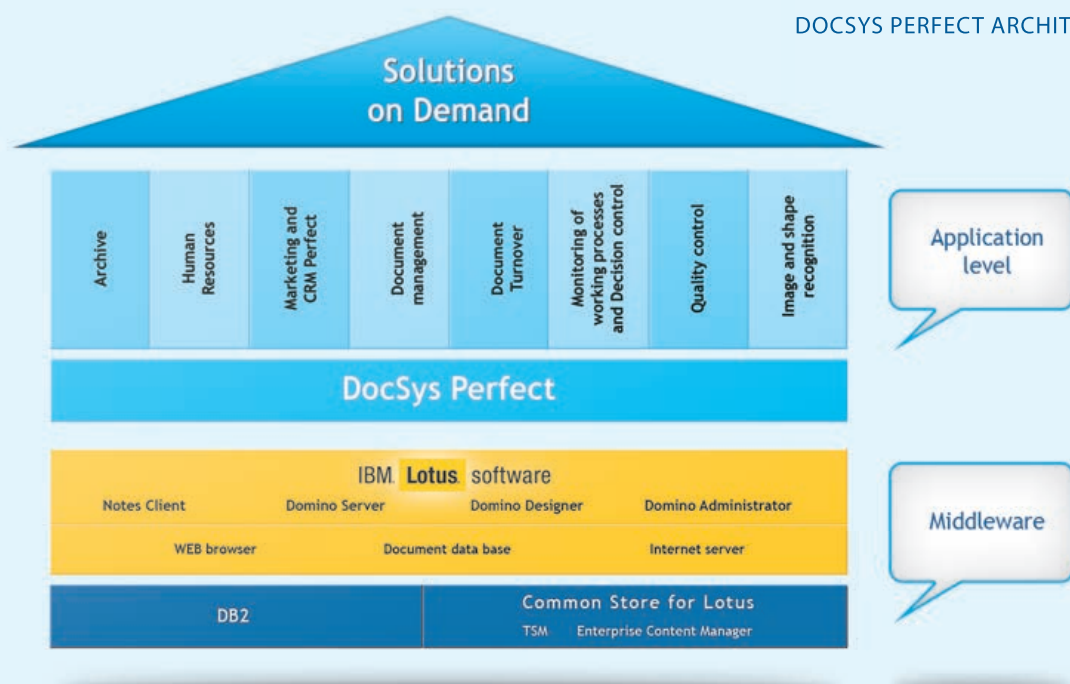 DOCSYS PERFECT ARCHIT
Solutions
on Demand
Archive
Human
Resources
Marketing and
CRM Perfect
Document
management
Document
Turnover
Monitoring of
working processes
and Decision control
Quality control
Image and shape
recognition
Application
level
DocSys Perfect
IBM. Lotus. software
Notes Client Domino Server Domino Designer Domino Administrator
WEB browser Document data base Internet server
Middleware
DB2
Common Store for Lotus
TSM Enterprise Content Manager